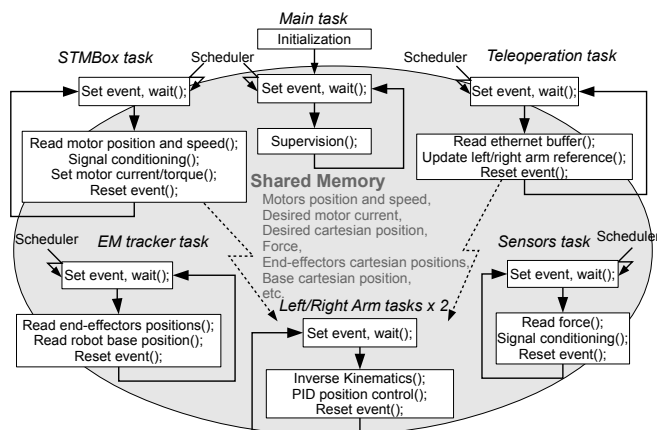 Main task
Initialization
STMBox task
Scheduler
Set event, wait();
Read motor position and speed();
Signal conditioning();
Set motor current/torque();
Reset event();
Set event, wait();
Supervision();
Teleoperation task
Scheduler
Set event, wait();
Read ethernet buffer();
Update left/right arm reference();
Reset event();
Shared Memory
Motors position and speed,
Desired motor current,
Desired cartesian position,
Force,
End-effectors cartesian positions,
Base cartesian position,
etc.
EM tracker task
Scheduler
Set event, wait();
Read end-effectors positions();
Read robot base position();
Reset event();
Left/Right Arm tasks x 2
Set event, wait();
Inverse Kinematics();
PID position control();
Reset event();
Sensors task
Scheduler
Set event, wait();
Read force();
Signal conditioning();
Reset event();